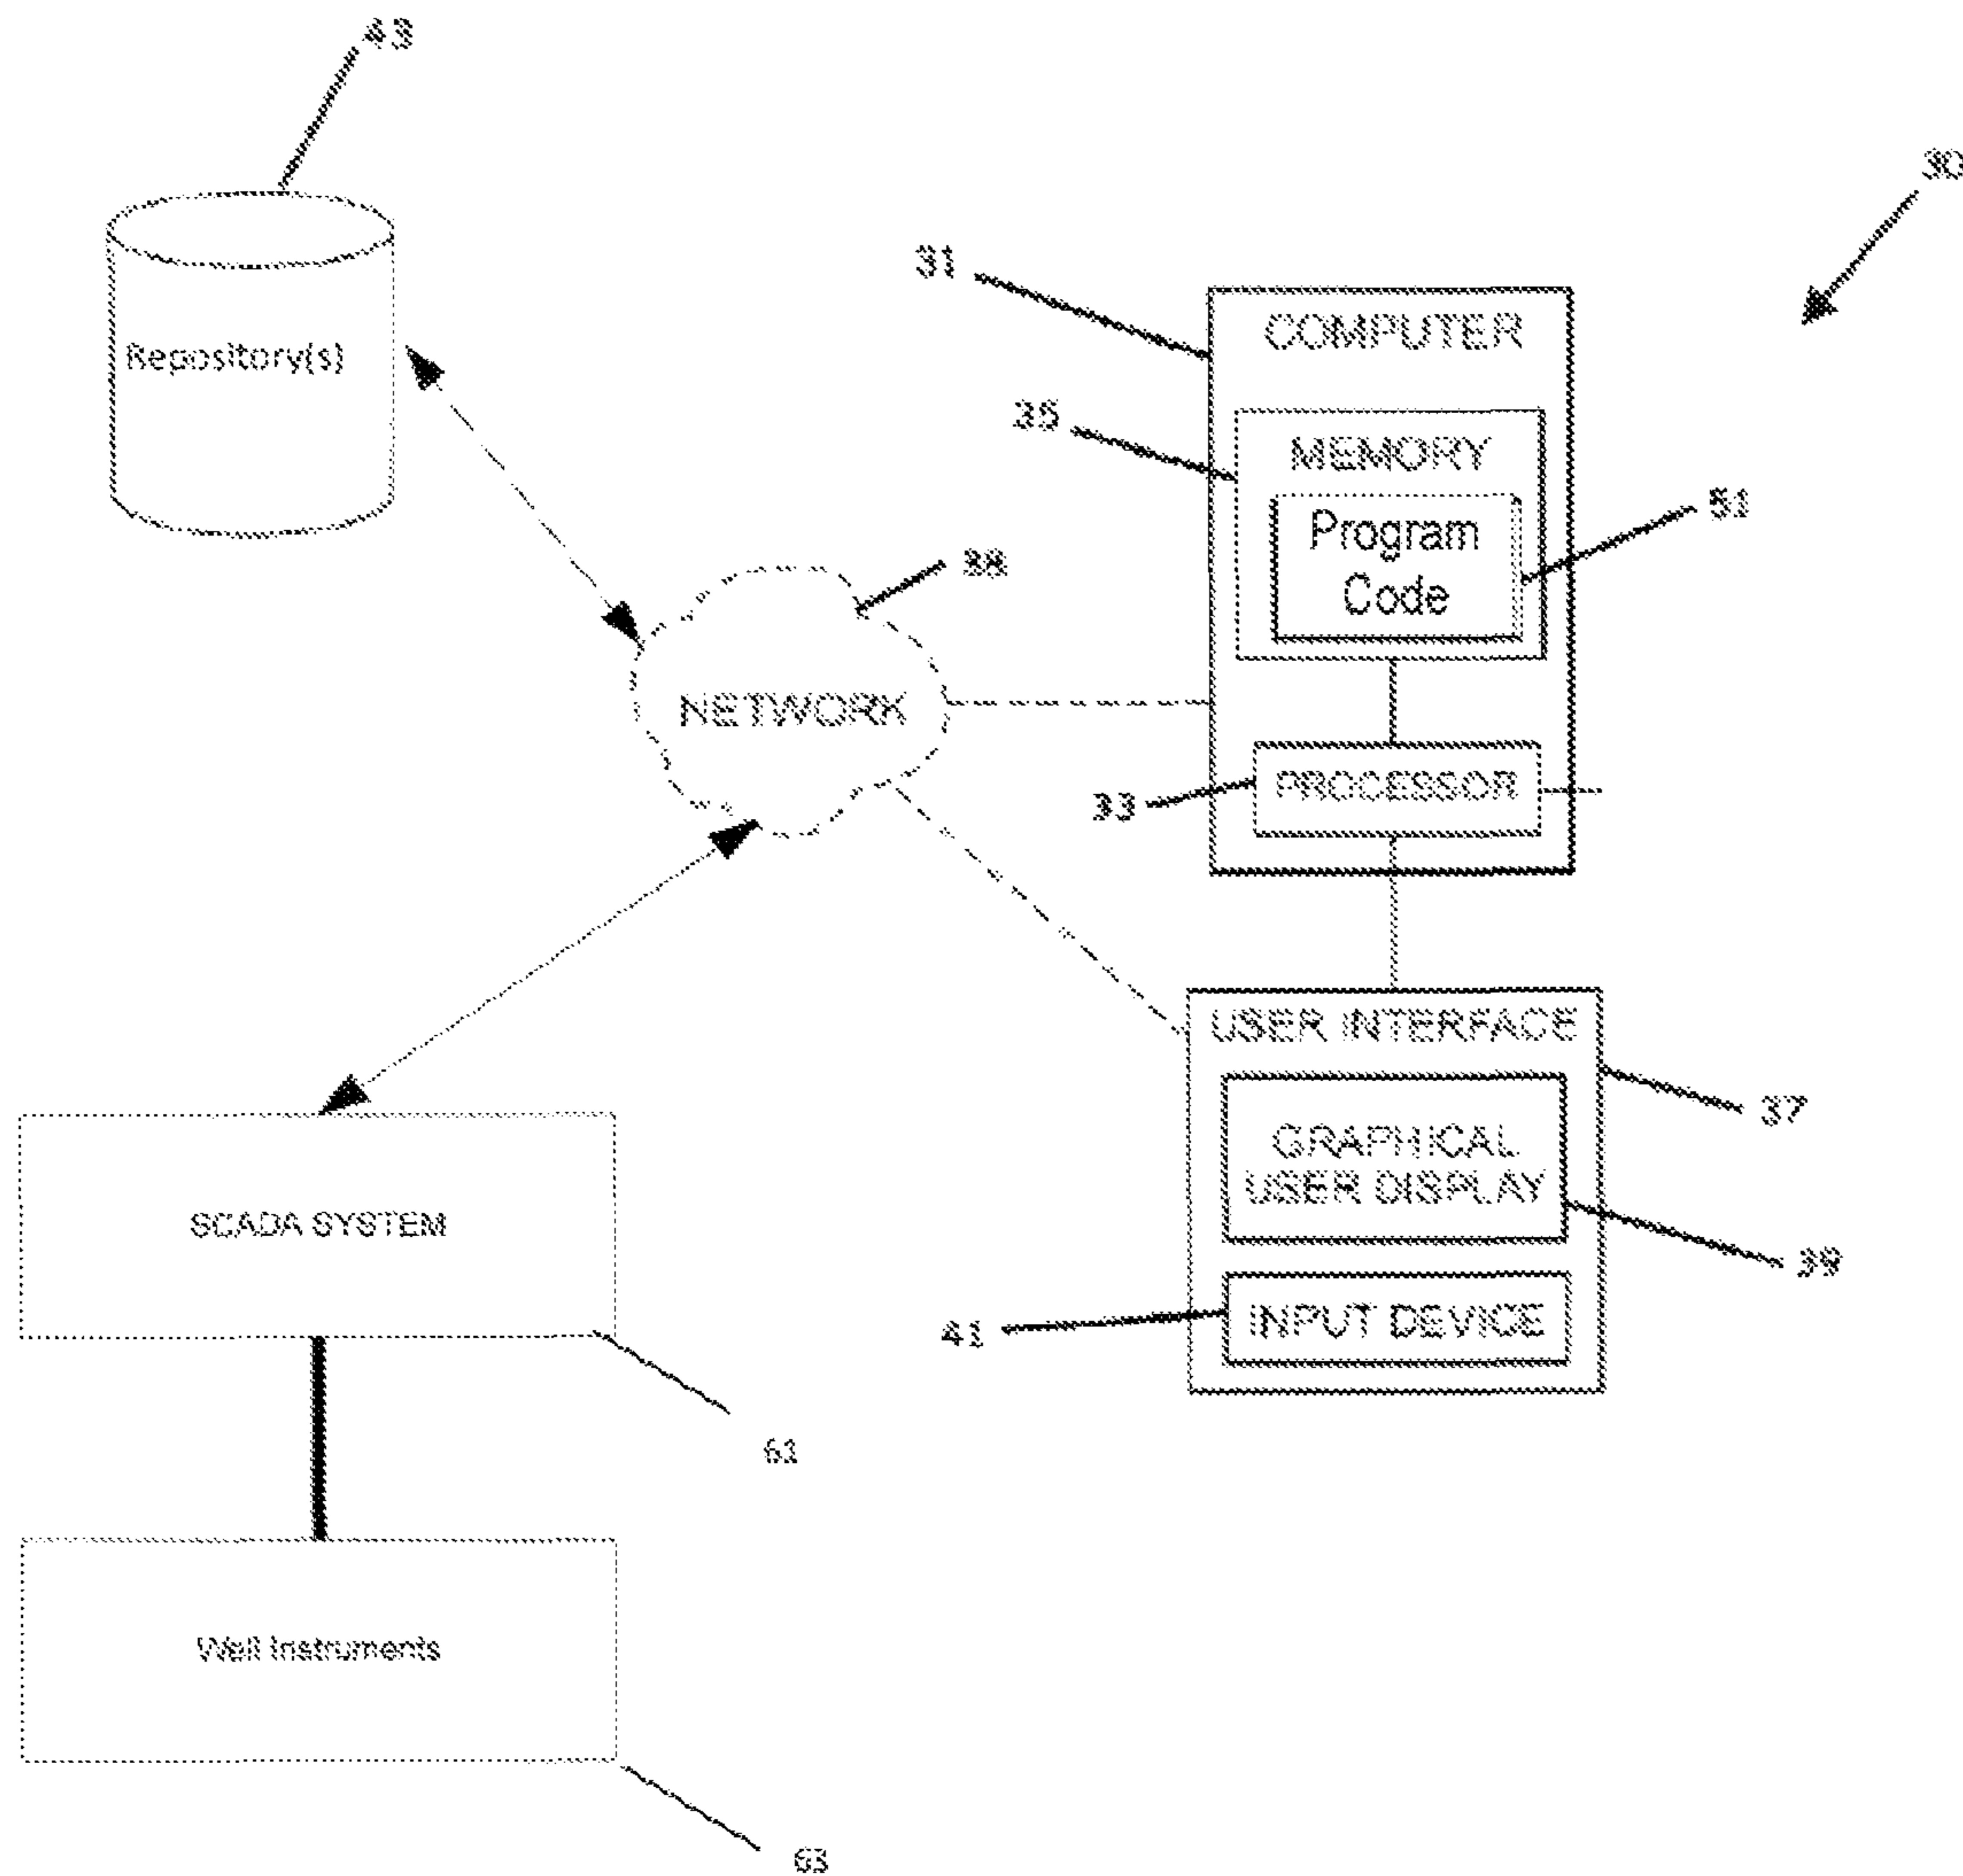 43
30
Repository(s)
31
COMPUTER
35
MEMORY
51
Program
Code
38
NETWORK
33
PROCESSOR
USER INTERFACE
37
GRAPHICAL
USER DISPLAY
39
SCADA SYSTEM
41
INPUT DEVICE
61
Well Instruments
63